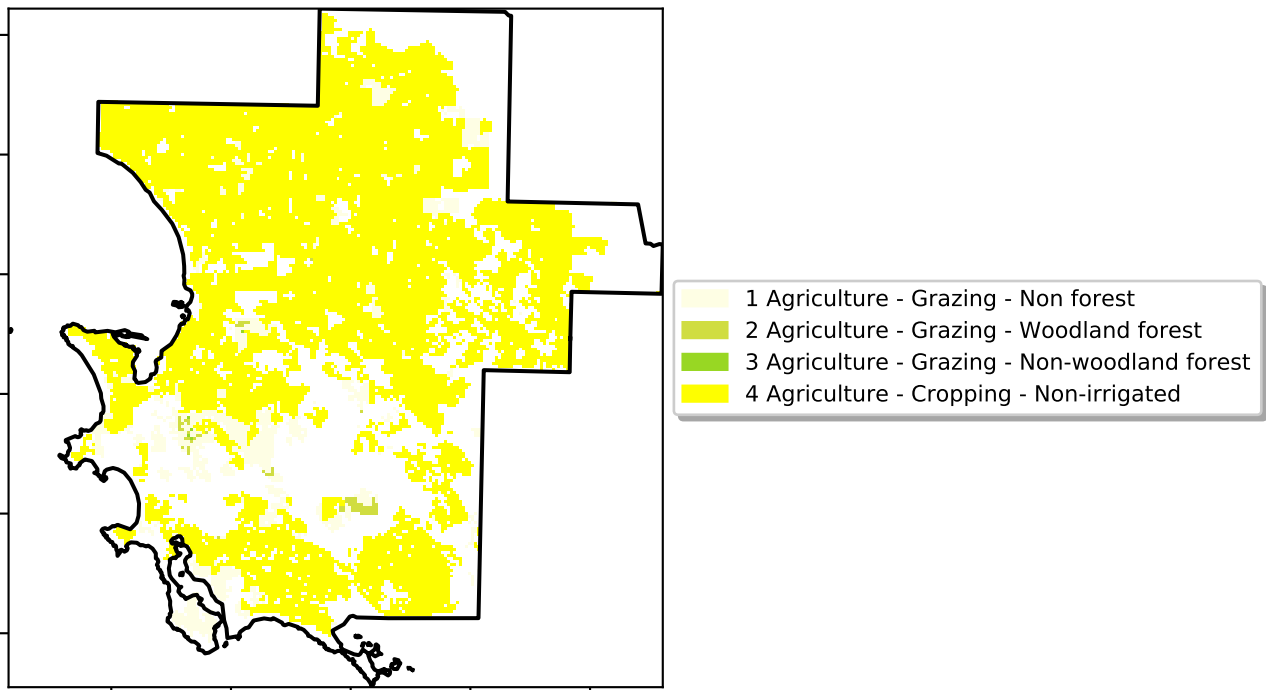 1 Agriculture - Grazing - Non forest
2 Agriculture - Grazing - Woodland forest
3 Agriculture - Grazing - Non-woodland forest
4 Agriculture - Cropping - Non-irrigated